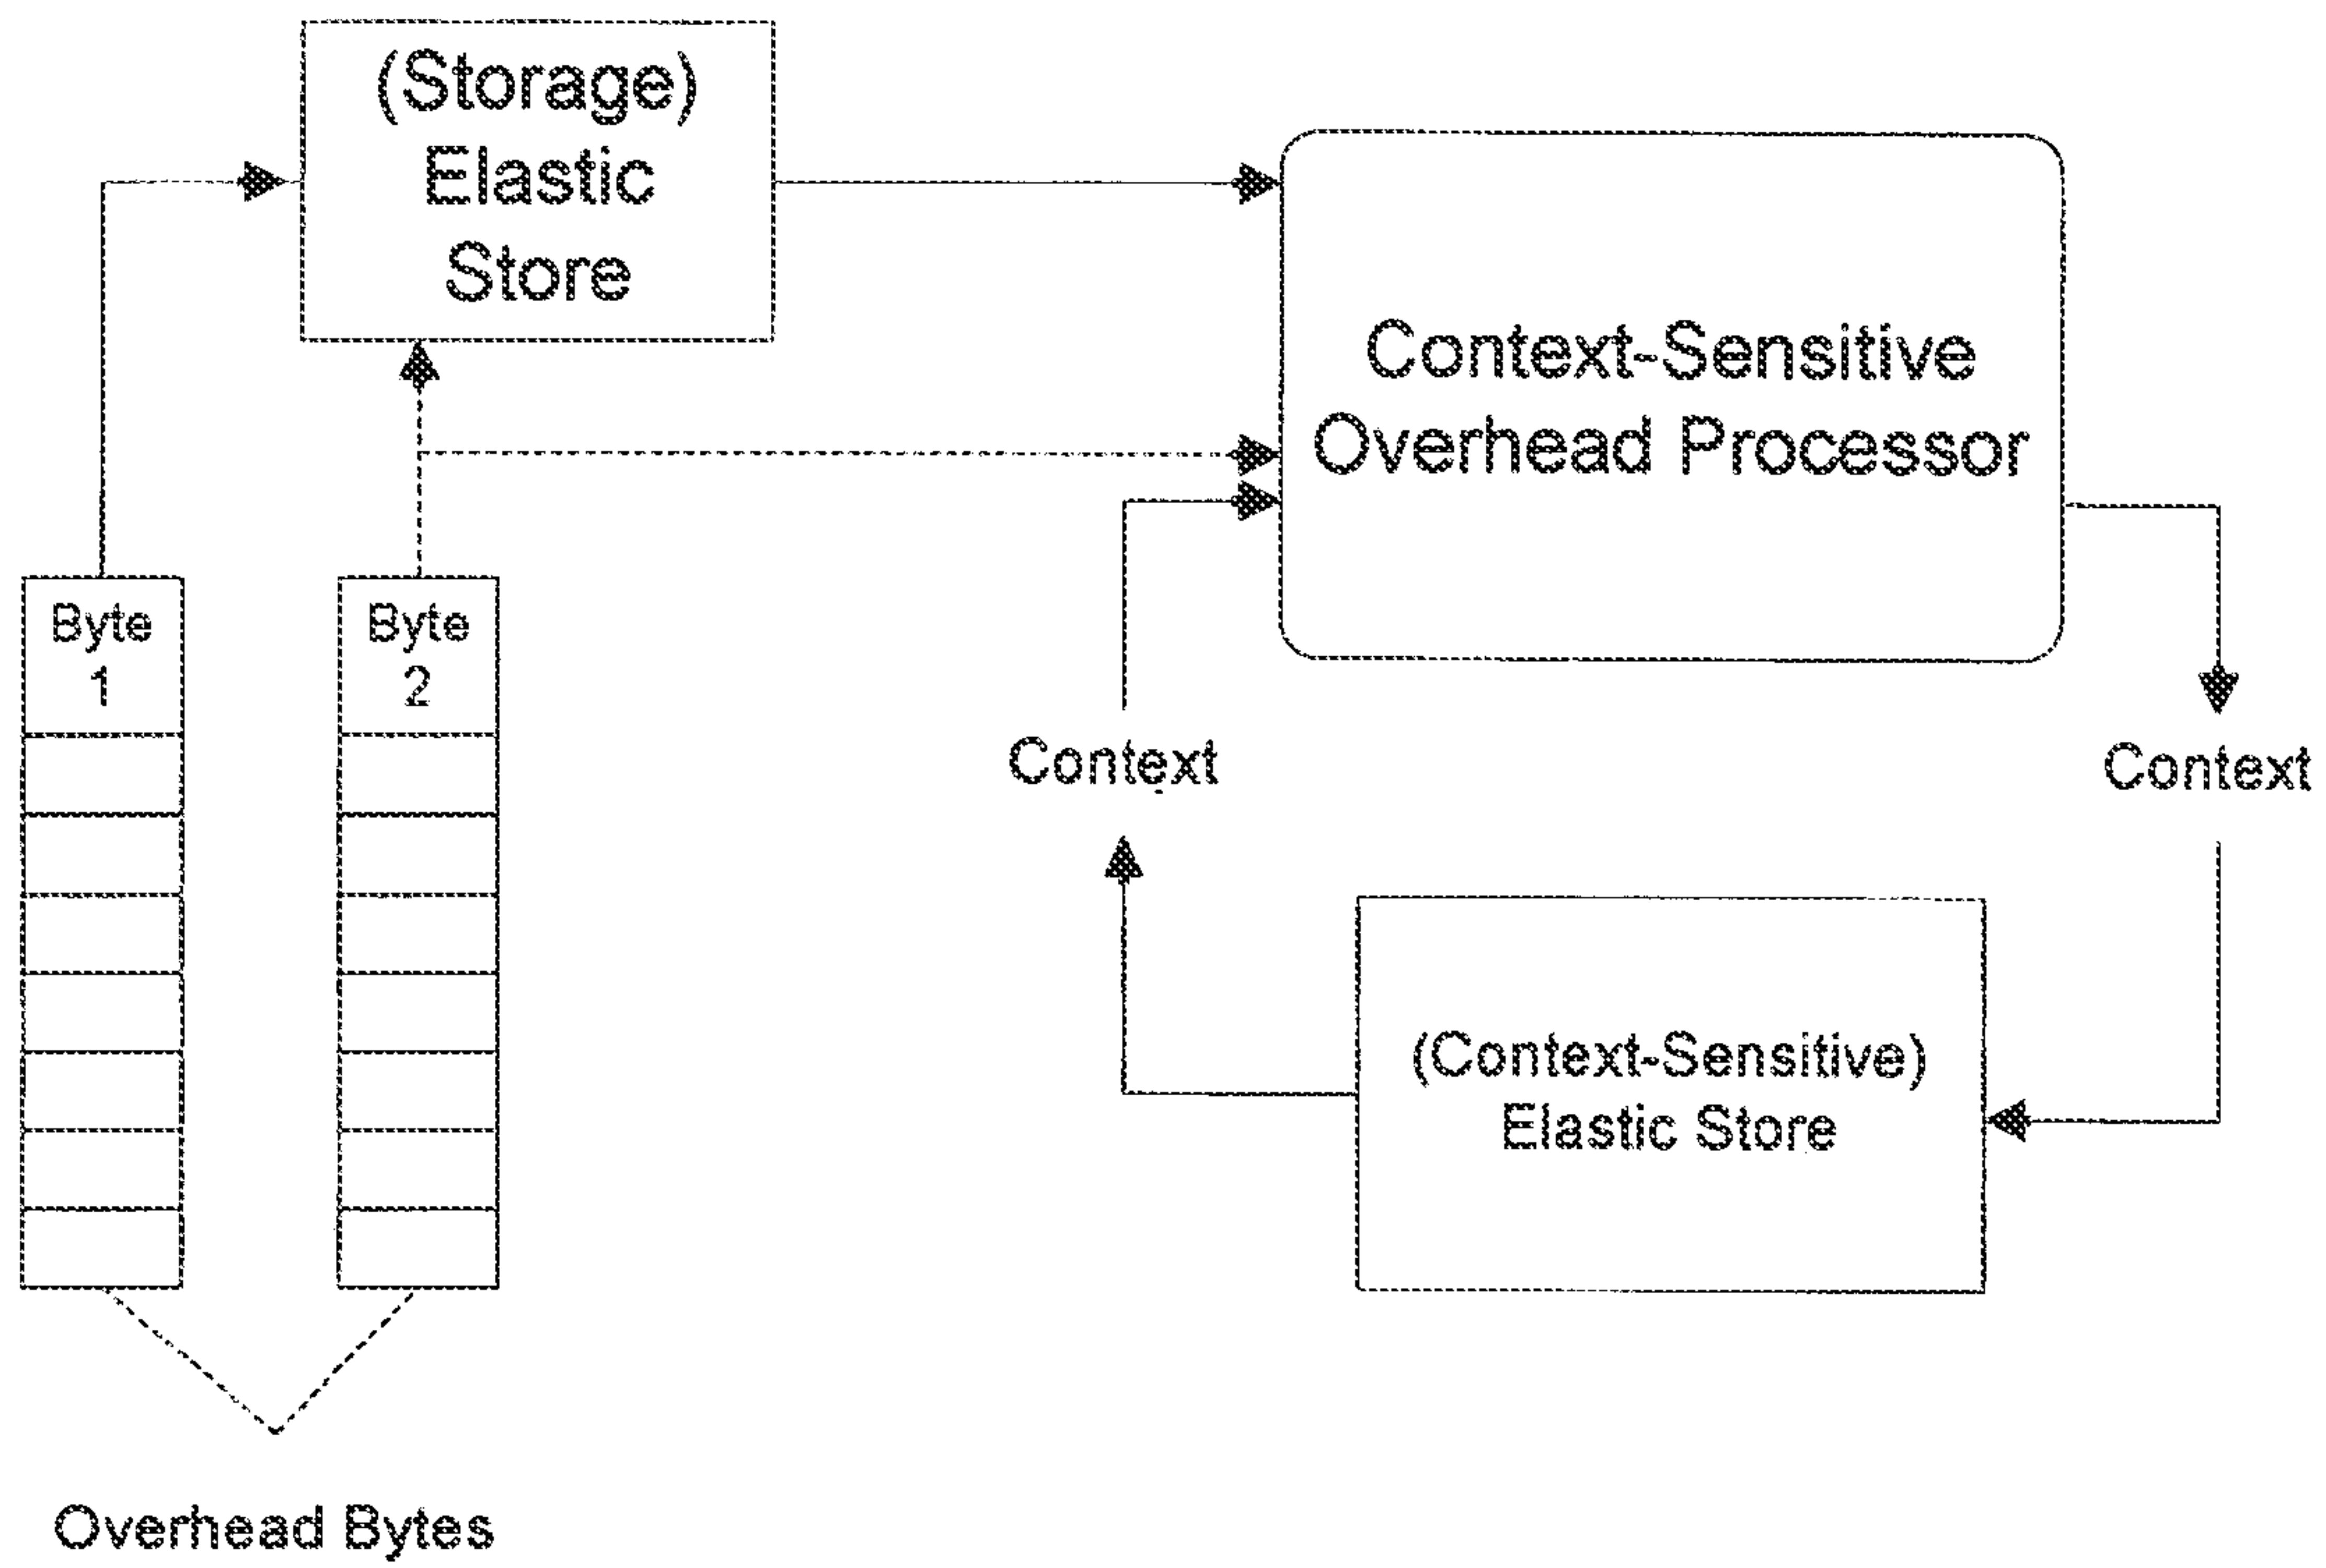 (Storage)
Elastic
Store
Context-Sensitive
Overhead Processor
Byte
1
Byte
2
Context
Context
(Context-Sensitive)
Elastic Store
Overhead Bytes